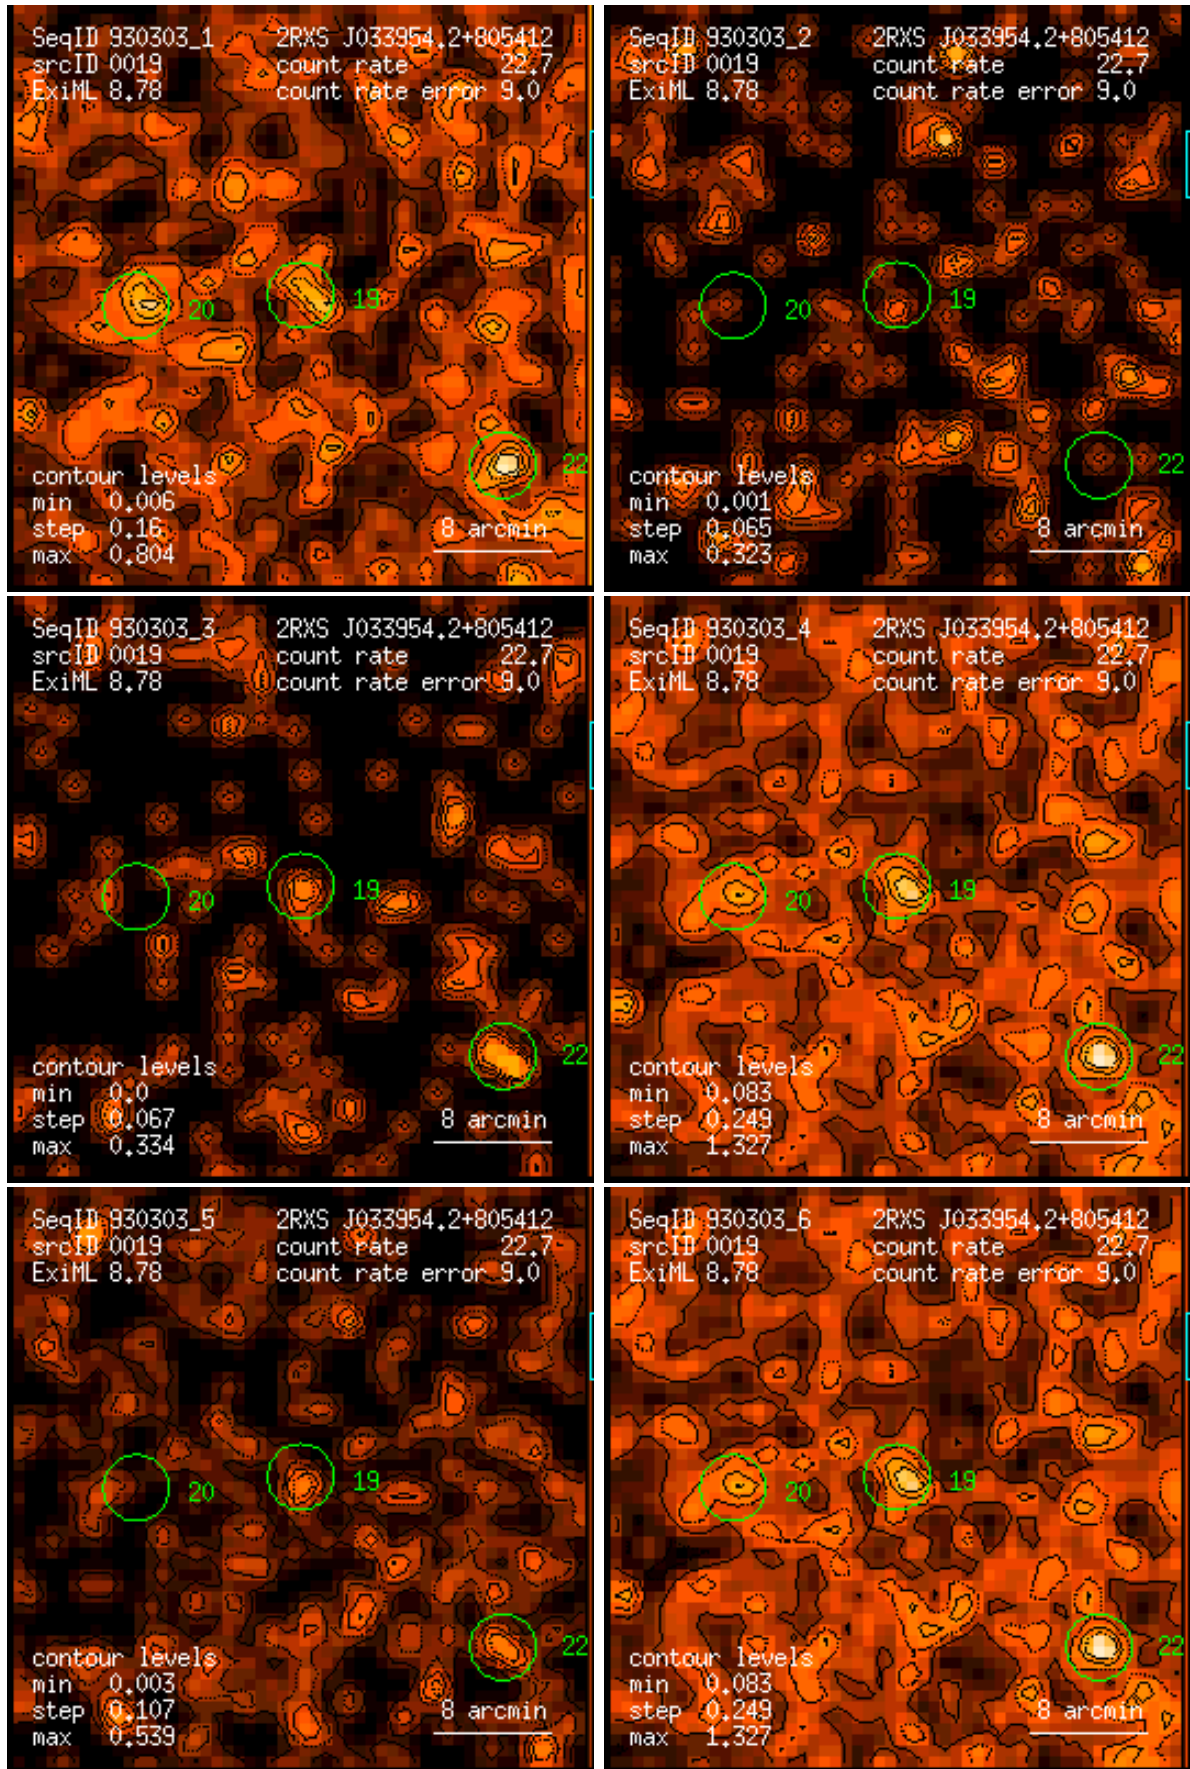 SeqID 930303_1 2RXS J033954.2+805412
srcID 0019 count rate 22.7
ExiML 8.78 count rate error 9.0
20
19
22
contour levels
min 0.006
step 0.16
max 0.804
8 arcmin
SeqID 930303_2 2RXS J033954.2+805412
srcID 0019 count rate 22.7
ExiML 8.78 count rate error 9.0
20
19
22
contour levels
min 0.001
step 0.065
max 0.323
8 arcmin
SeqID 930303_3 2RXS J033954.2+805412
srcID 0019 count rate 22.7
ExiML 8.78 count rate error 9.0
20
19
22
contour levels
min 0.0
step 0.067
max 0.334
8 arcmin
SeqID 930303_4 2RXS J033954.2+805412
srcID 0019 count rate 22.7
ExiML 8.78 count rate error 9.0
20
19
22
contour levels
min 0.083
step 0.249
max 1.327
8 arcmin
SeqID 930303_5 2RXS J033954.2+805412
srcID 0019 count rate 22.7
ExiML 8.78 count rate error 9.0
20
19
22
contour levels
min 0.003
step 0.107
max 0.539
8 arcmin
SeqID 930303_6 2RXS J033954.2+805412
srcID 0019 count rate 22.7
ExiML 8.78 count rate error 9.0
20
19
22
contour levels
min 0.083
step 0.249
max 1.327
8 arcmin